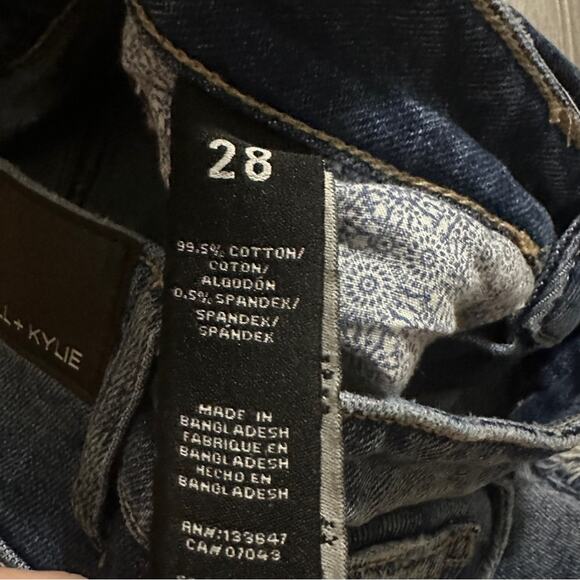 28
99.5% COTTON/
COTON/
ALGODÓN
0.5% SPANDEX/
SPANDEX/
SPANDEX
MADE IN
BANGLADESH
FABRIQUE EN
BANGLADESH
HECHO EN
BANGLADESH
RN#:133647
CA#07043
L + KYLIE